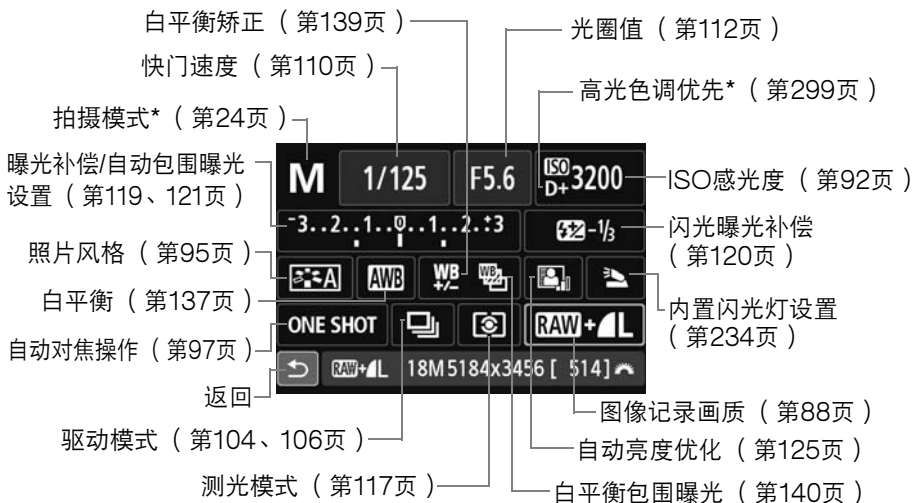 白平衡矫正（第139页）
光圈值（第112页）
快门速度（第110页）
高光色调优先*（第299页）
拍摄模式*（第24页）
曝光补偿/自动包围曝光
设置（第119、121页）
M 1/125 F5.6 ISO D+ 3200
ISO感光度（第92页）
-3..2..1..0..1..2.:3 -1/3
闪光曝光补偿
（第120页）
照片风格（第95页）
A AWB WB +/- WB
白平衡（第137页）
内置闪光灯设置
（第234页）
ONE SHOT RAW+L
自动对焦操作（第97页）
RAW+L 18M 5184x3456 [ 514]
返回
图像记录画质（第88页）
驱动模式（第104、106页）
自动亮度优化（第125页）
测光模式（第117页）
白平衡包围曝光（第140页）